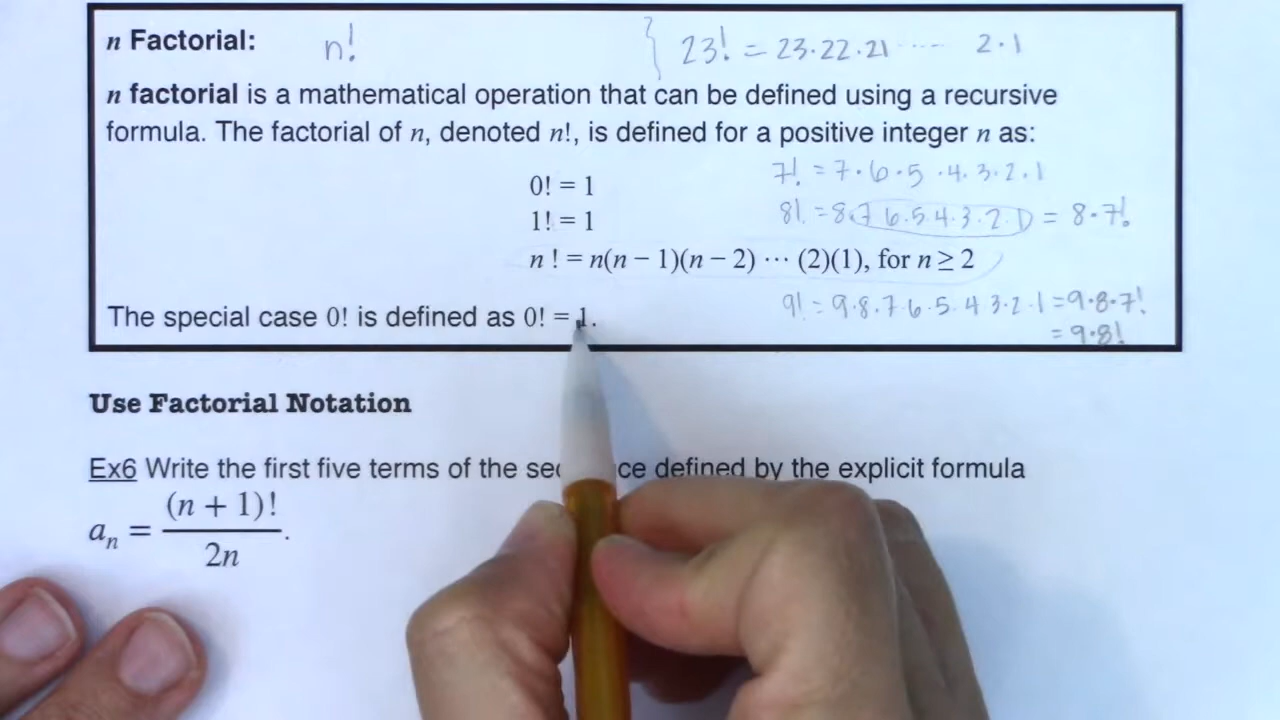 n Factorial: n! { 23! = 23·22·21 ····· 2·1
n factorial is a mathematical operation that can be defined using a recursive
formula. The factorial of n, denoted n!, is defined for a positive integer n as:
7! = 7·6·5·4·3·2·1
0! = 1
8! = 8·7·6·5·4·3·2·1 = 8·7!
1! = 1
n! = n(n − 1)(n − 2) ⋯ (2)(1), for n ≥ 2
9! = 9·8·7·6·5·4·3·2·1 = 9·8·7!
The special case 0! is defined as 0! = 1.
= 9·8!
Use Factorial Notation
Ex6 Write the first five terms of the defined by the explicit formula
aₙ = (n + 1)! / 2n.